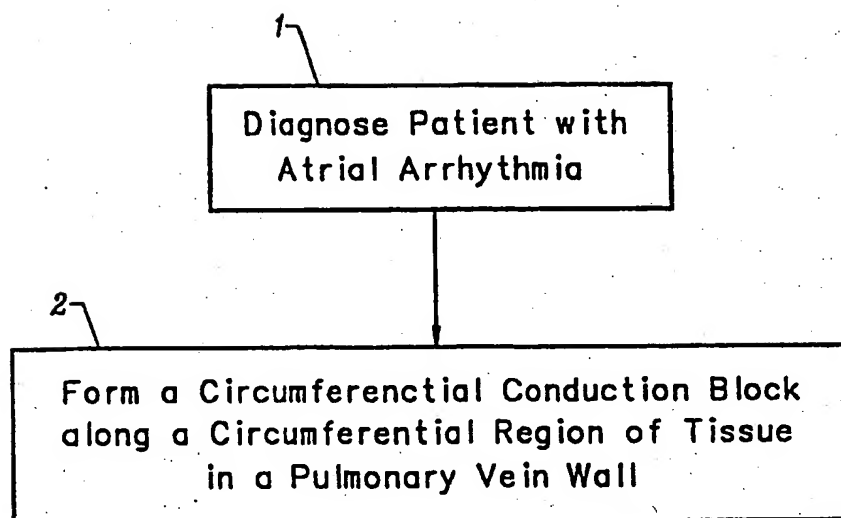 1
Diagnose Patient with
Atrial Arrhythmia
2
Form a Circumferenctial Conduction Block
along a Circumferential Region of Tissue
in a Pulmonary Vein Wall